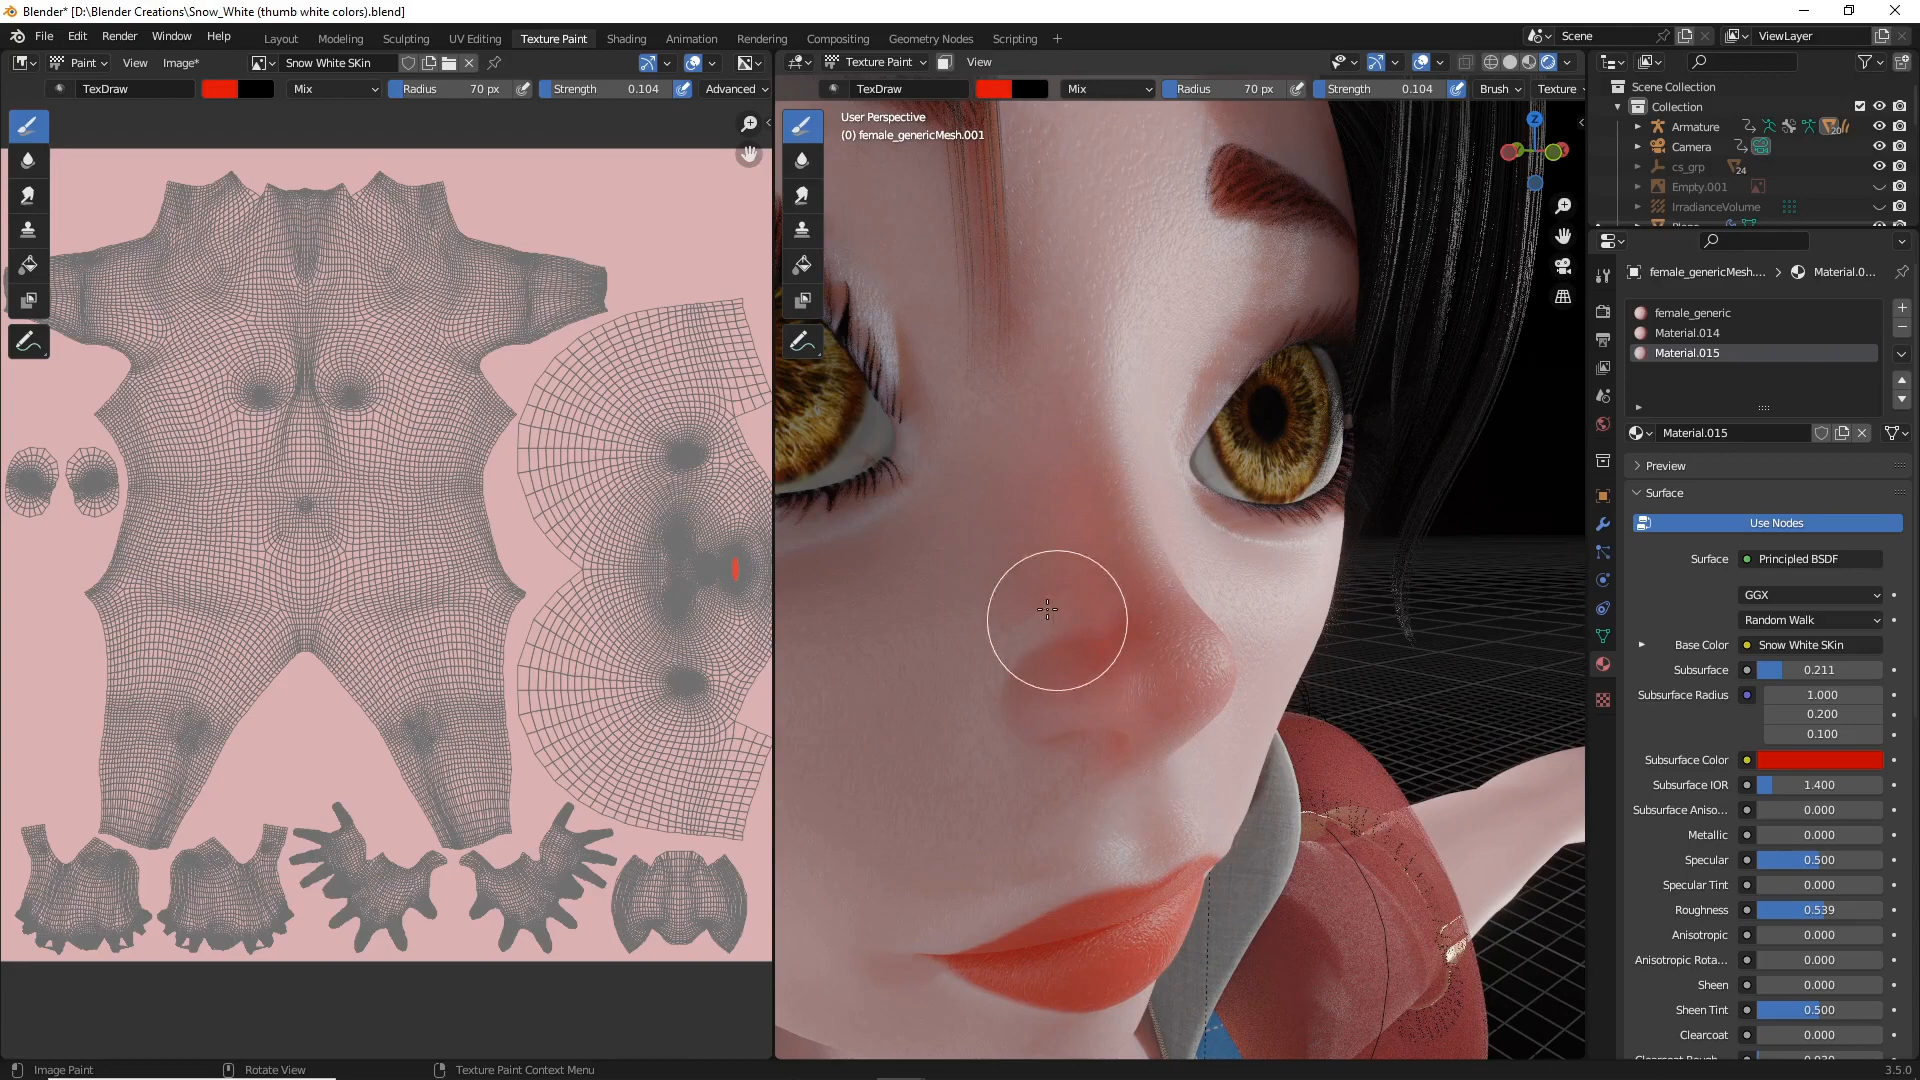 Blender* [D:\Blender Creations\Snow_White (thumb white colors).blend]
File Edit Render Window Help Layout Modeling Sculpting UV Editing Texture Paint Shading Animation Rendering Compositing Geometry Nodes Scripting + Scene ViewLayer
Paint View Image* Snow White SKin Texture Paint View
TexDraw Mix Radius 70 px Strength 0.104 Advanced TexDraw Mix Radius 70 px Strength 0.104 Brush Texture
User Perspective
(0) female_genericMesh.001
Z
Scene Collection
Collection
Armature 20
Camera
cs_grp 24
Empty.001
IrradianceVolume
female_genericMesh.... > Material.0...
female_generic
Material.014
Material.015
Material.015
Preview
Surface
Use Nodes
Surface Principled BSDF
GGX
Random Walk
Base Color Snow White SKin
Subsurface 0.211
Subsurface Radius 1.000
0.200
0.100
Subsurface Color
Subsurface IOR 1.400
Subsurface Aniso... 0.000
Metallic 0.000
Specular 0.500
Specular Tint 0.000
Roughness 0.539
Anisotropic 0.000
Anisotropic Rota... 0.000
Sheen 0.000
Sheen Tint 0.500
Clearcoat 0.000
Image Paint Rotate View Texture Paint Context Menu 3.5.0